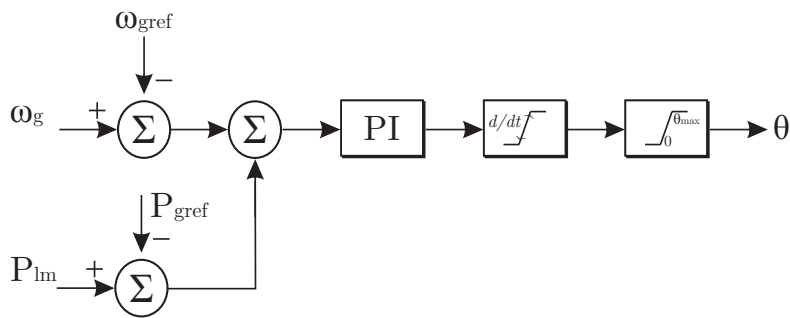 ωgref
−
ωg + Σ Σ PI d/dt θmax 0 θ
Pgref
−
Plm + Σ